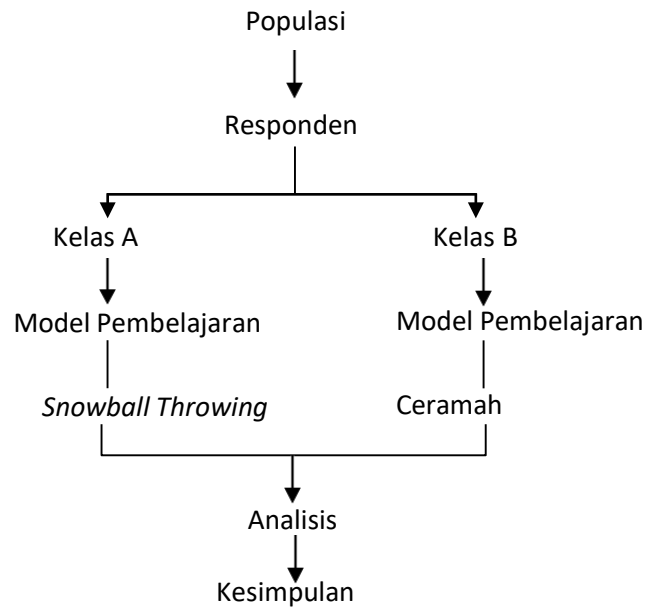 Populasi
Responden
Kelas A
Kelas B
Model Pembelajaran
Model Pembelajaran
Snowball Throwing
Ceramah
Analisis
Kesimpulan